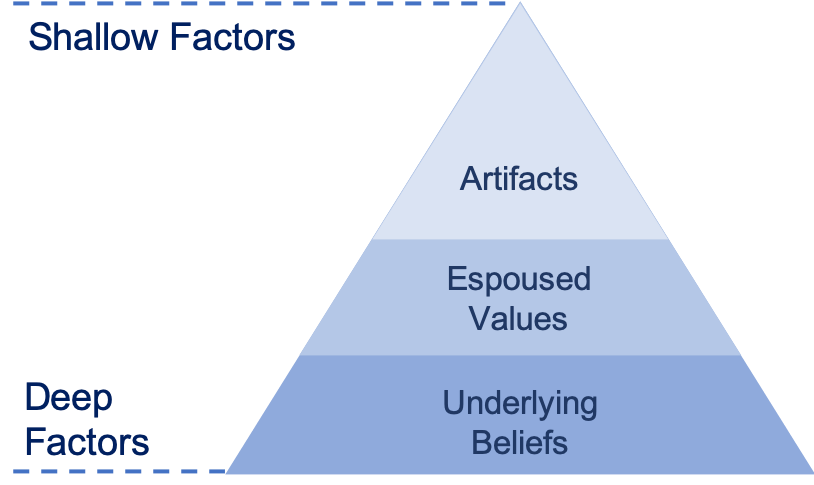 Shallow Factors
Artifacts
Espoused
Values
Deep
Factors
Underlying
Beliefs